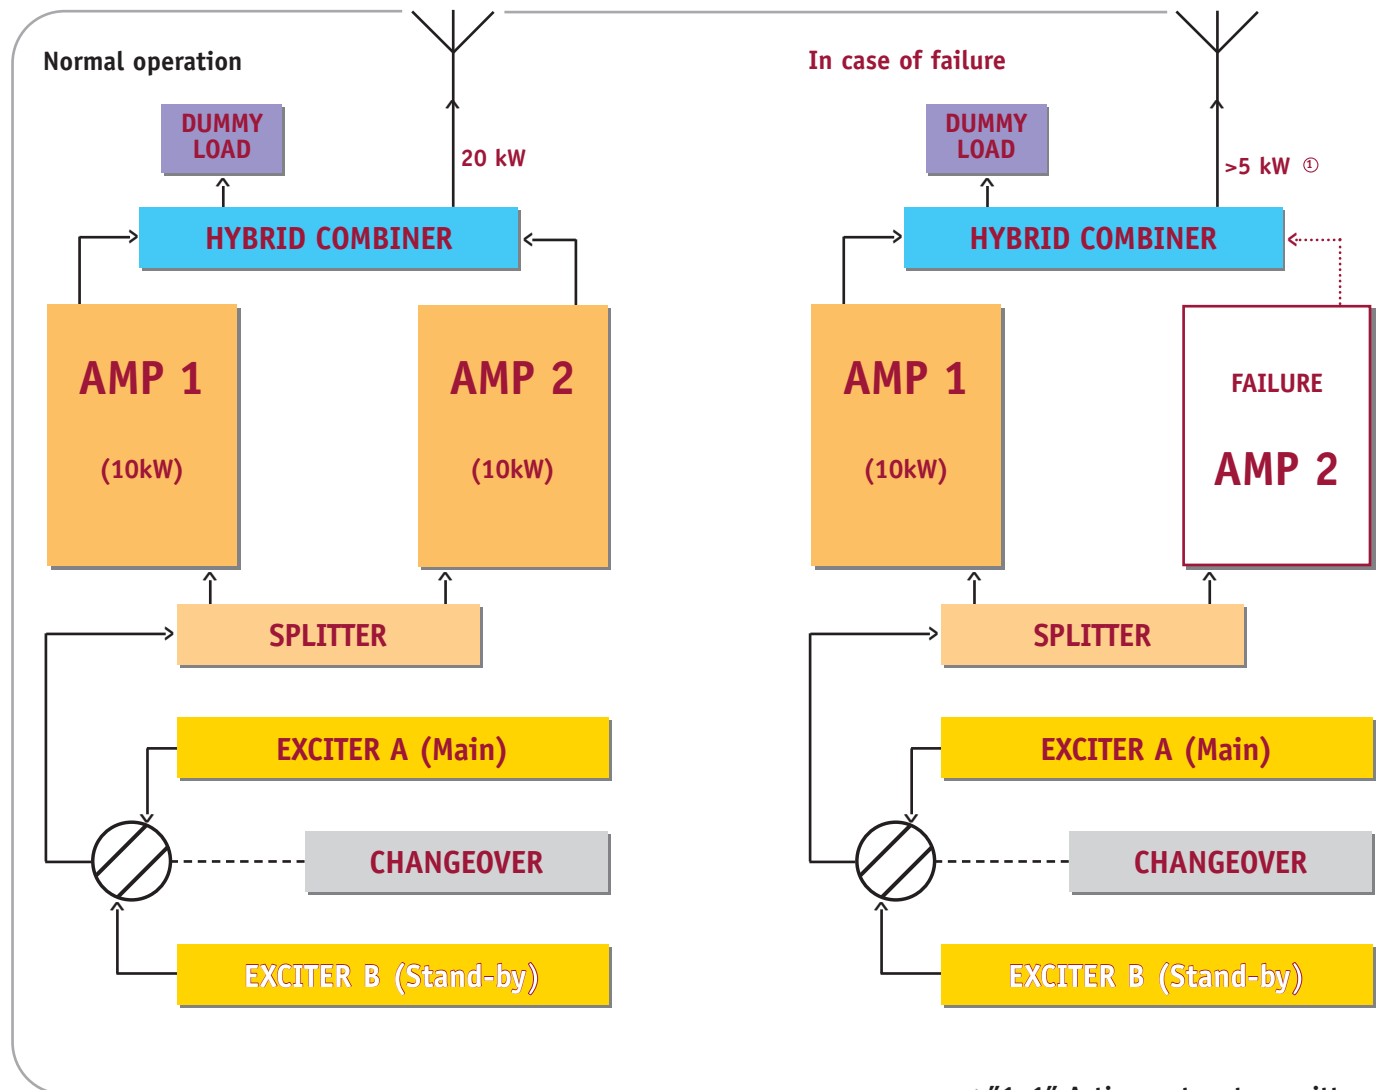 Normal operation
DUMMY
LOAD
20 kW
HYBRID COMBINER
AMP 1
(10kW)
AMP 2
(10kW)
SPLITTER
EXCITER A (Main)
CHANGEOVER
EXCITER B (Stand-by)
In case of failure
DUMMY
LOAD
>5 kW ①
HYBRID COMBINER
AMP 1
(10kW)
FAILURE
AMP 2
SPLITTER
EXCITER A (Main)
CHANGEOVER
EXCITER B (Stand-by)